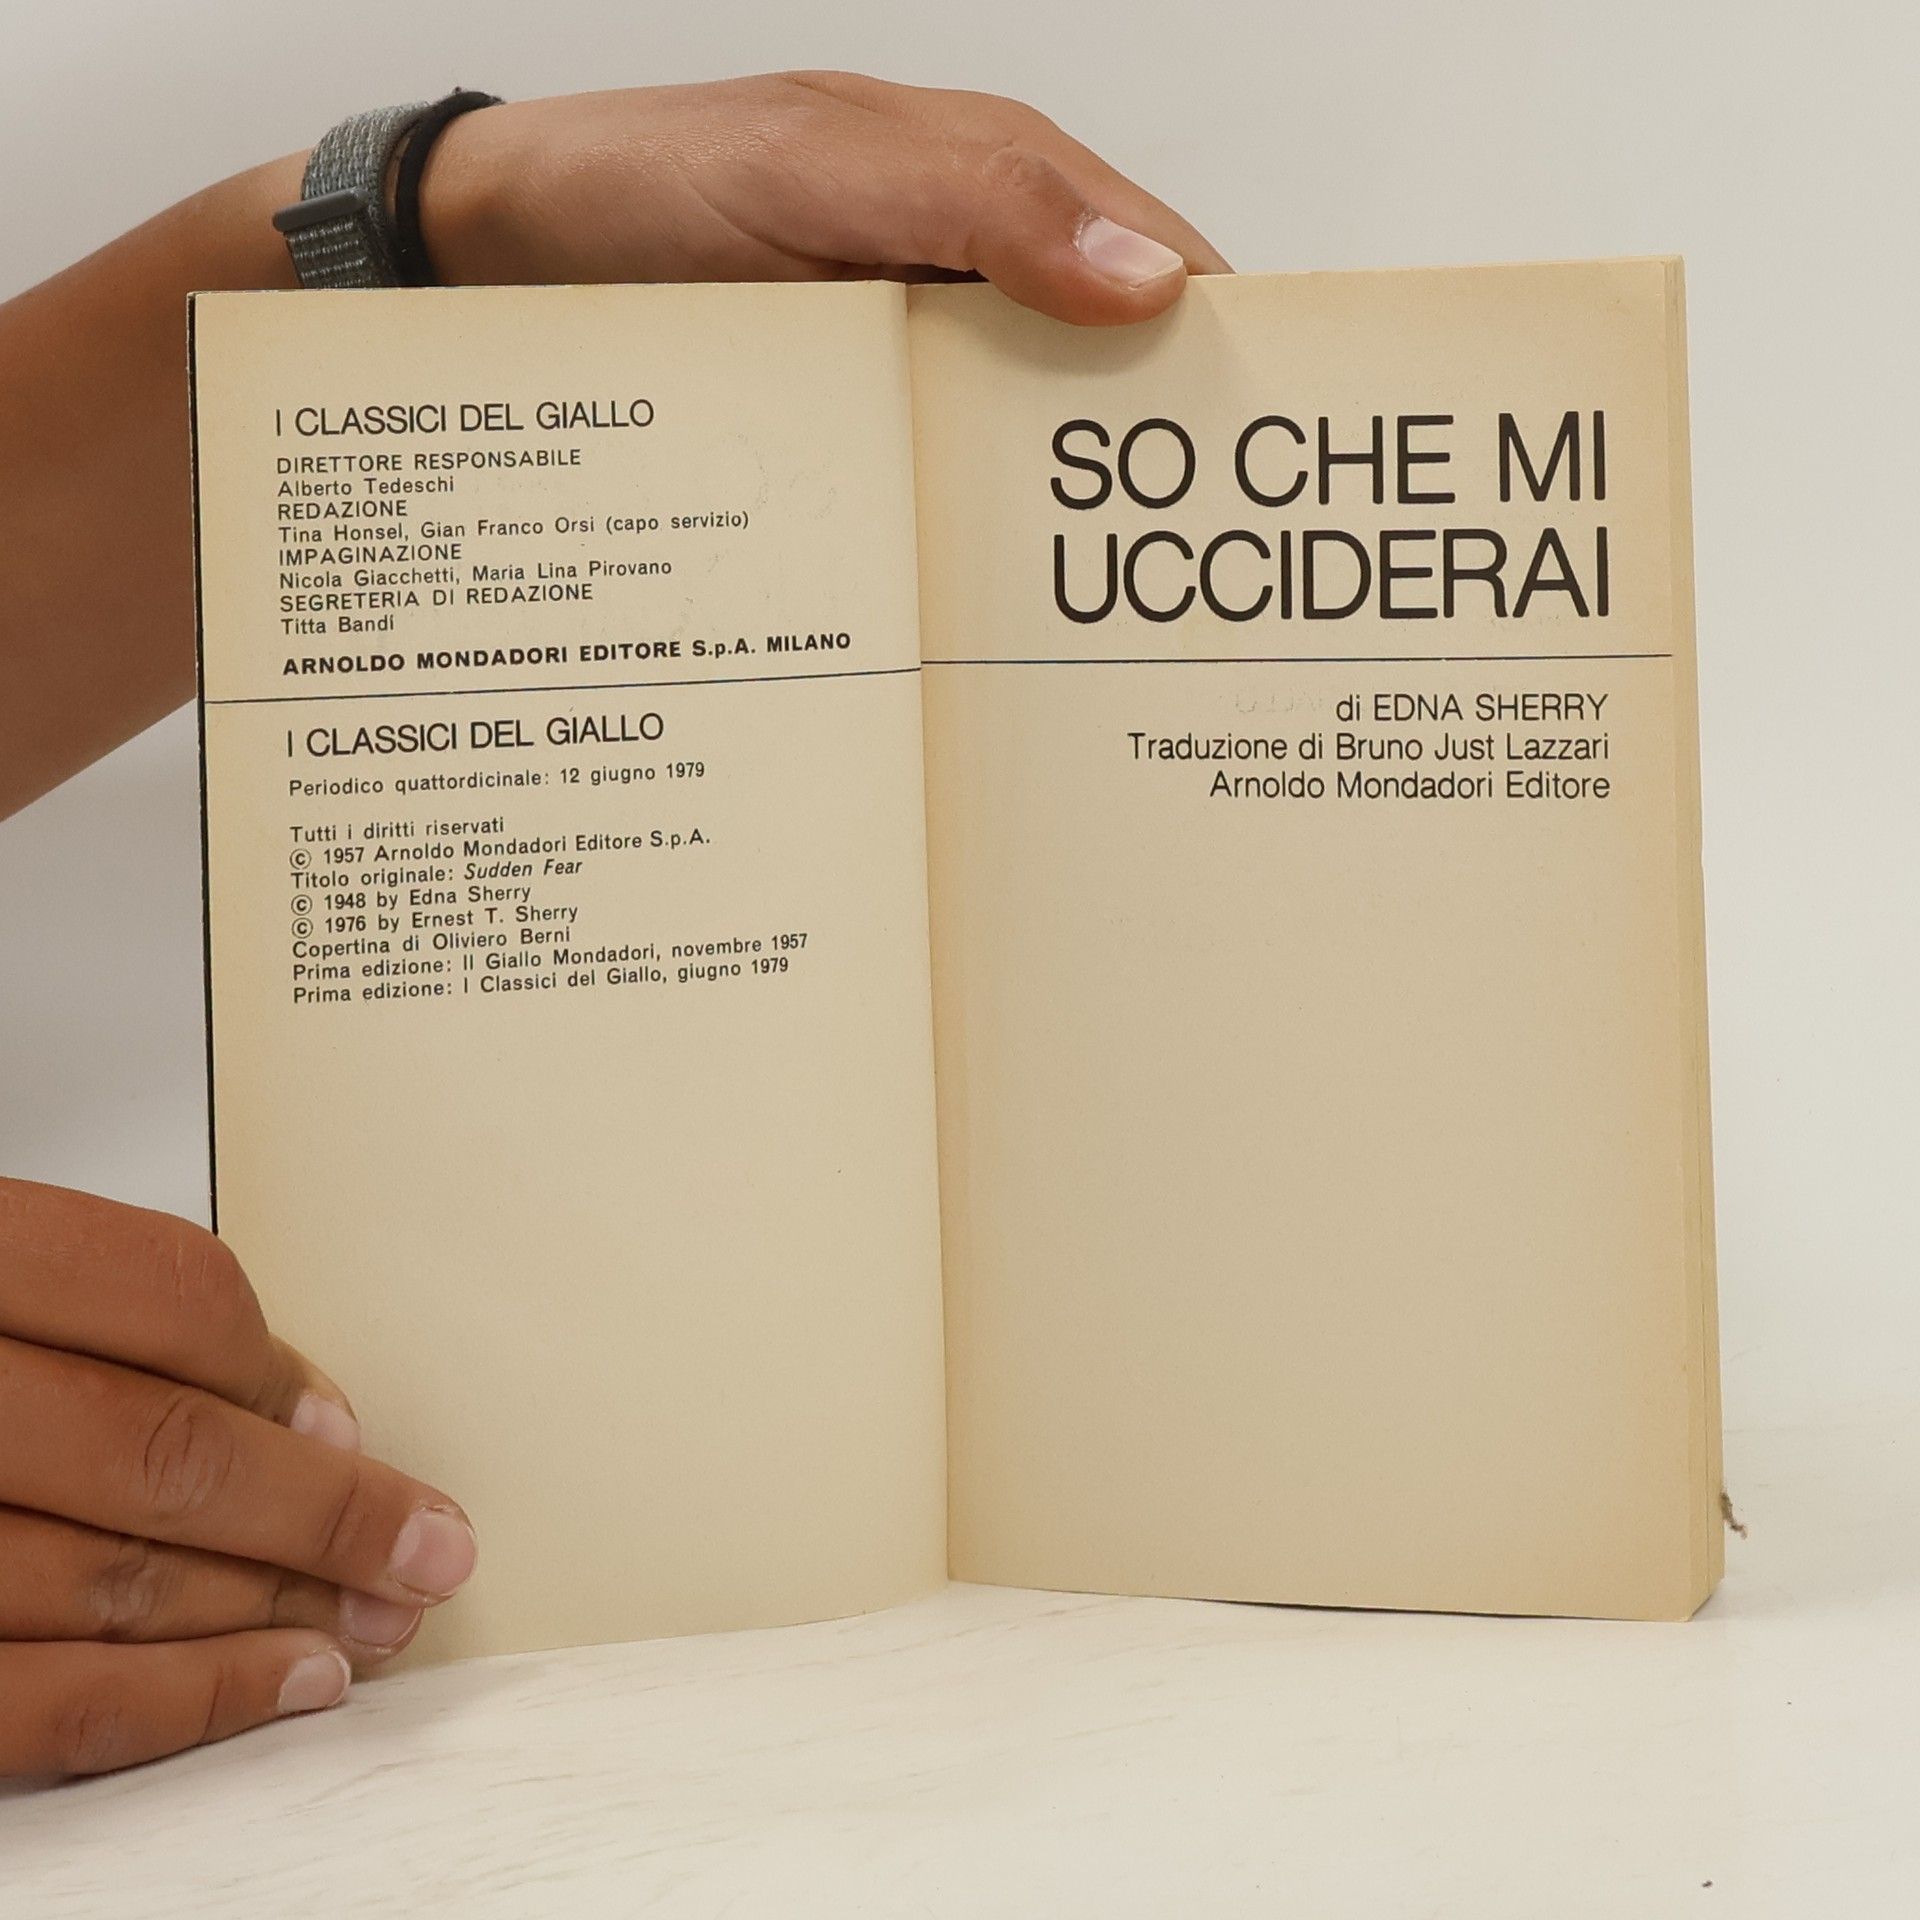 I CLASSICI DEL GIALLO
DIRETTORE RESPONSABILE
Alberto Tedeschi
REDAZIONE
Tina Honsel, Gian Franco Orsi (capo servizio)
IMPAGINAZIONE
Nicola Giacchetti, Maria Lina Pirovano
SEGRETERIA DI REDAZIONE
Titta Bandi
ARNOLDO MONDADORI EDITORE S.p.A. MILANO
I CLASSICI DEL GIALLO
Periodico quattordicinale: 12 giugno 1979
Tutti i diritti riservati
© 1957 Arnoldo Mondadori Editore S.p.A.
Titolo originale: Sudden Fear
© 1948 by Edna Sherry
© 1976 by Ernest T. Sherry
Copertina di Oliviero Berni
Prima edizione: Il Giallo Mondadori, novembre 1957
Prima edizione: I Classici del Giallo, giugno 1979
SO CHE MI
UCCIDERAI
di EDNA SHERRY
Traduzione di Bruno Just Lazzari
Arnoldo Mondadori Editore